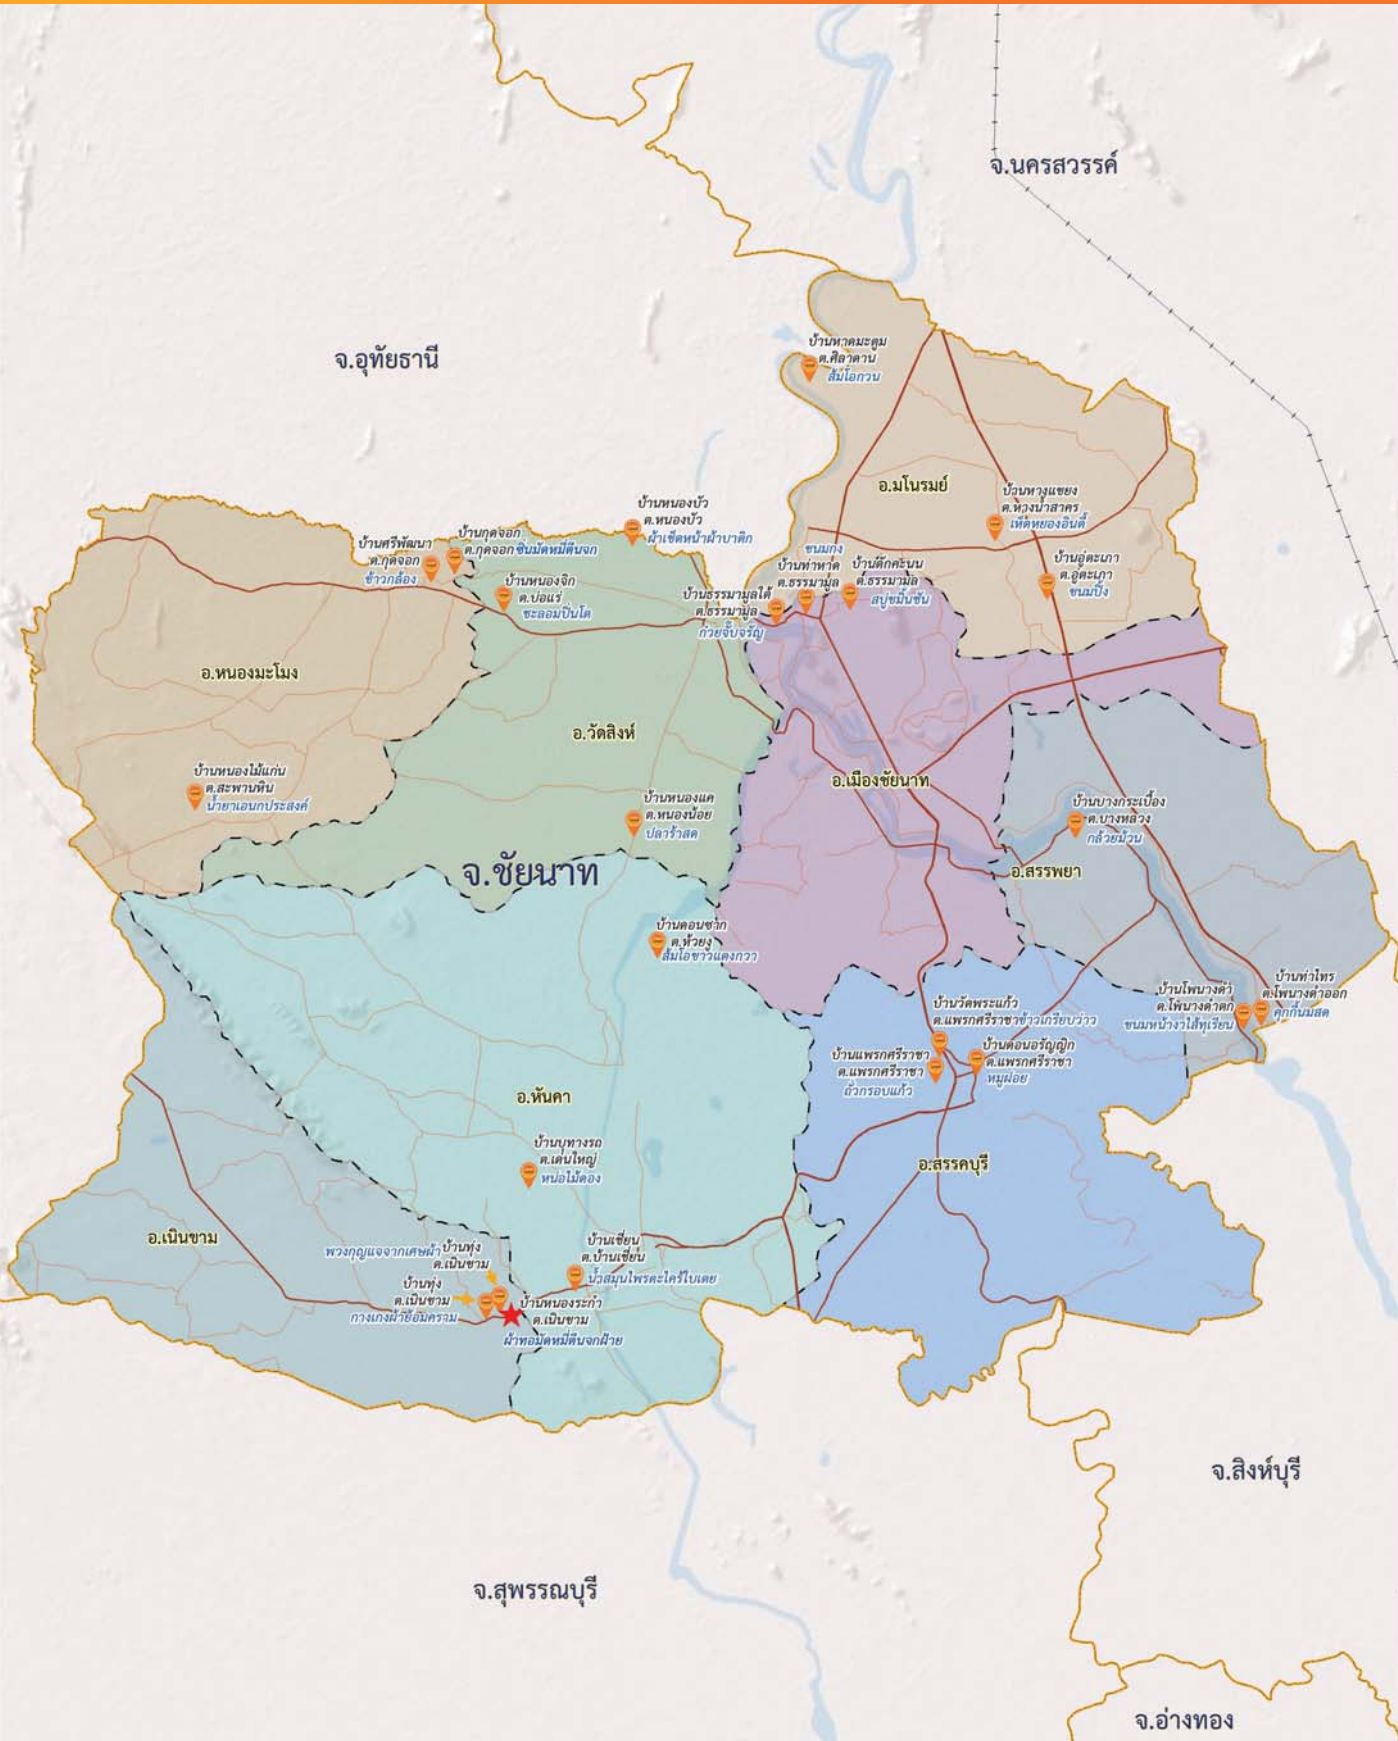 จ.นครสวรรค์
จ.อุทัยธานี
บ้านหาดมะตูม
ต.ศิลาดาน
ส้มโอกวน
อ.มโนรมย์
บ้านหางแขยง
ต.หางน้ำสาคร
เห็ดหยองอินดี้
บ้านหนองบัว
ต.หนองบัว
ผ้าเช็ดหน้าผ้าบาติก
บ้านศรีพัฒนา
ต.กุดจอก
ข้าวกล้อง
บ้านกุดจอก
ต.กุดจอก ซิ่นมัดหมี่ตีนจก
บ้านหนองจิก
ต.บ่อแร่
ชะลอมปิ่นโต
ขนมกง
บ้านท่าหาด
ต.ธรรมามูล
บ้านดักคะนน
ต.ธรรมามูล
สบู่ขมิ้นชัน
บ้านธรรมามูลใต้
ต.ธรรมามูล
ก๋วยจั๊บจรัญ
บ้านอู่ตะเภา
ต.อู่ตะเภา
ขนมปั้ง
อ.หนองมะโมง
อ.วัดสิงห์
บ้านหนองไม้แก่น
ต.สะพานหิน
น้ำยาเอนกประสงค์
อ.เมืองชัยนาท
บ้านหนองแค
ต.หนองน้อย
ปลาร้าสด
บ้านบางกระเบื้อง
ต.บางหลวง
กล้วยม้วน
จ.ชัยนาท
อ.สรรพยา
บ้านดอนซาก
ต.ห้วยงู
ส้มโอขาวแตงกวา
บ้านโพนางดำ
ต.โพนางดำตก
ขนมหน้างาไส้ทุเรียน
บ้านท่าไทร
ต.โพนางดำออก
คุกกี้นมสด
บ้านวัดพระแก้ว
ต.แพรกศรีราชา ข้าวเกรียบว่าว
บ้านแพรกศรีราชา
ต.แพรกศรีราชา
ถั่วกรอบแก้ว
บ้านดอนอรัญญิก
ต.แพรกศรีราชา
หมูฝอย
อ.หันคา
บ้านบุทางรถ
ต.เด่นใหญ่
หน่อไม้ดอง
อ.สรรคบุรี
อ.เนินขาม
พวงกุญแจจากเศษผ้า บ้านทุ่ง
ต.เนินขาม
บ้านทุ่ง
ต.เนินขาม
กางเกงผ้าย้อมคราม
บ้านเชี่ยน
ต.บ้านเชี่ยน
น้ำสมุนไพรตะไคร้ใบเตย
บ้านหนองระกำ
ต.เนินขาม
ผ้าทอมัดหมี่ตีนจกฝ้าย
จ.สิงห์บุรี
จ.สุพรรณบุรี
จ.อ่างทอง